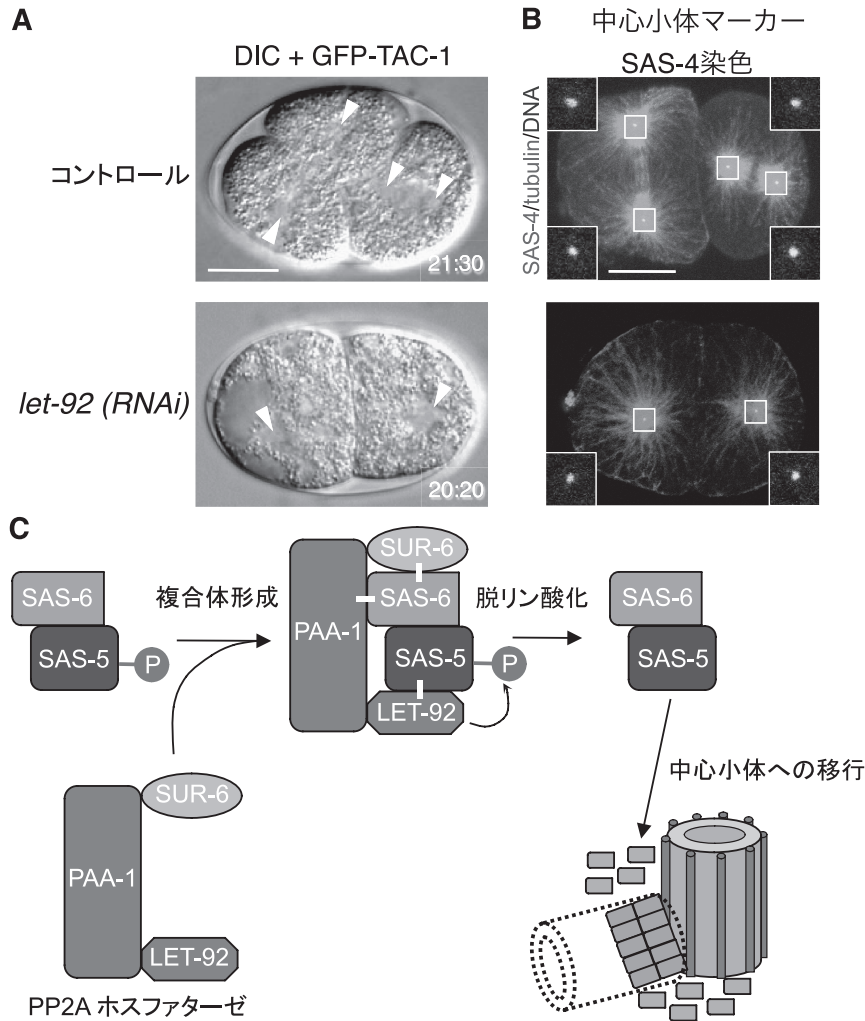 A
DIC + GFP-TAC-1
コントロール
21:30
let-92 (RNAi)
20:20
B
中心小体マーカー
SAS-4染色
SAS-4/tubulin/DNA
C
SAS-6
SAS-5
P
複合体形成
PAA-1
SUR-6
SAS-6
SAS-5
P
LET-92
脱リン酸化
SAS-6
SAS-5
中心小体への移行
SUR-6
PAA-1
LET-92
PP2A ホスファターゼ